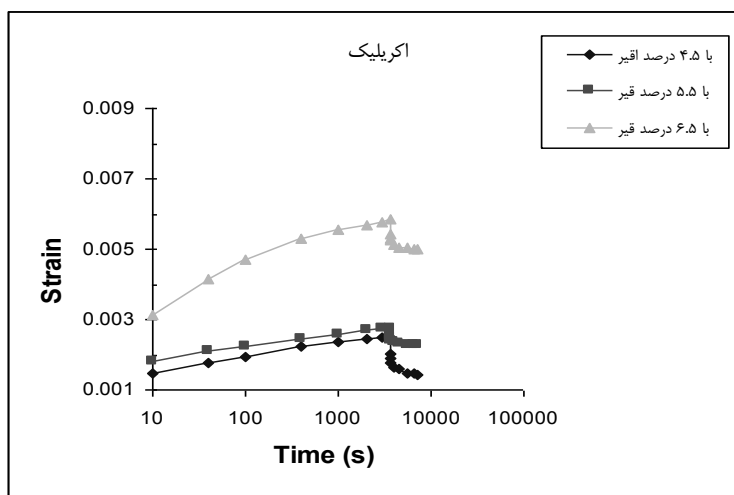 اکریلیک
با ۴.۵ درصد اقیر
با ۵.۵ درصد قیر
با ۶.۵ درصد قیر
0.009
0.007
0.005
0.003
0.001
Strain
10 100 1000 10000 100000
Time (s)